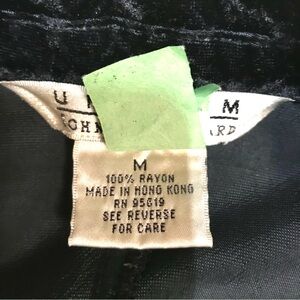 U M
M
100% RAYON
MADE IN HONG KONG
RN 95619
SEE REVERSE
FOR CARE